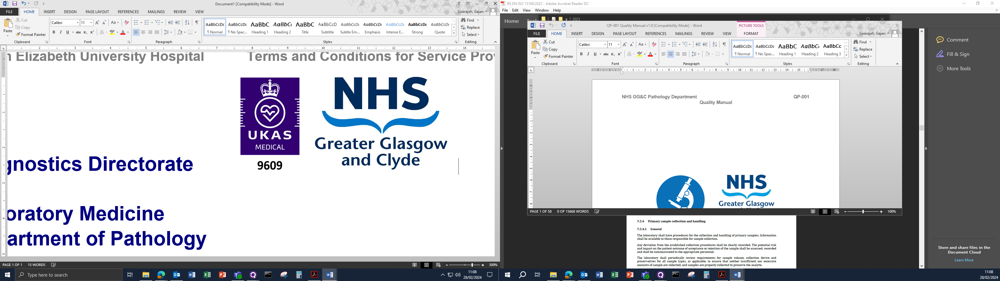 Document1 [Compatibility Mode] - Word
FILE HOME INSERT DESIGN PAGE LAYOUT REFERENCES MAILINGS REVIEW VIEW
Sivarajah, Gajan
Paste
Cut
Copy
Format Painter
Clipboard
Calibri 11
Font
Paragraph
AaBbCcDc AaBbCcDc AaBbC AaBbCc AaBbC AaBbCcD AaBbCcDc AaBbCcDc AaBbCcDc AaBbCcDc AaBbCcDc
¶ Normal ¶ No Spac... Heading 1 Heading 2 Title Subtitle Subtle Em... Emphasis Intense E... Strong Quote
Styles
Find
Replace
Select
Editing
n Elizabeth University Hospital Terms and Conditions for Service Prov
UKAS
MEDICAL
9609
NHS
Greater Glasgow
and Clyde
gnostics Directorate
oratory Medicine
artment of Pathology
PAGE 1 OF 1 15 WORDS
300%
Type here to search
11:08
28/02/2024
BS EN ISO 15189:2022 - Adobe Acrobat Reader DC
File Edit View Window Help
Home
2023
QP-001 Quality Manual v1.0 [Compatibility Mode] - Word
PICTURE TOOLS
FILE HOME INSERT DESIGN PAGE LAYOUT REFERENCES MAILINGS REVIEW VIEW FORMAT
Sivarajah, Gajan
Paste
Cut
Copy
Format Painter
Clipboard
Calibri 11
Font
Paragraph
AaBbCcDc AaBbCcDc AaBbC AaBbCc AaBbCc
¶ Normal ¶ No Spac... Heading 1 Heading 2 Heading 3
Styles
Find
Replace
Select
Editing
NHS GG&C Pathology Department QP-001
Quality Manual
NHS
Greater Glasgow
PAGE 1 OF 58 0 OF 15668 WORDS
100%
7.2.4 Primary sample collection and handling
7.2.4.1 General
The laboratory shall have procedures for the collection and handling of primary samples. Information
shall be available to those responsible for sample collection.
Any deviation from the established collection procedures shall be clearly recorded. The potential risk
and impact on the patient outcome of acceptance or rejection of the sample shall be assessed, recorded
and shall be communicated to the appropriate personnel.
The laboratory shall periodically review requirements for sample volume, collection device and
preservatives for all sample types, as applicable, to ensure that neither insufficient nor excessive
amounts of sample are collected, and samples are properly collected to preserve the analyte.
Comment
Fill & Sign
More Tools
Store and share files in the
Document Cloud
Learn More
11:08
28/02/2024